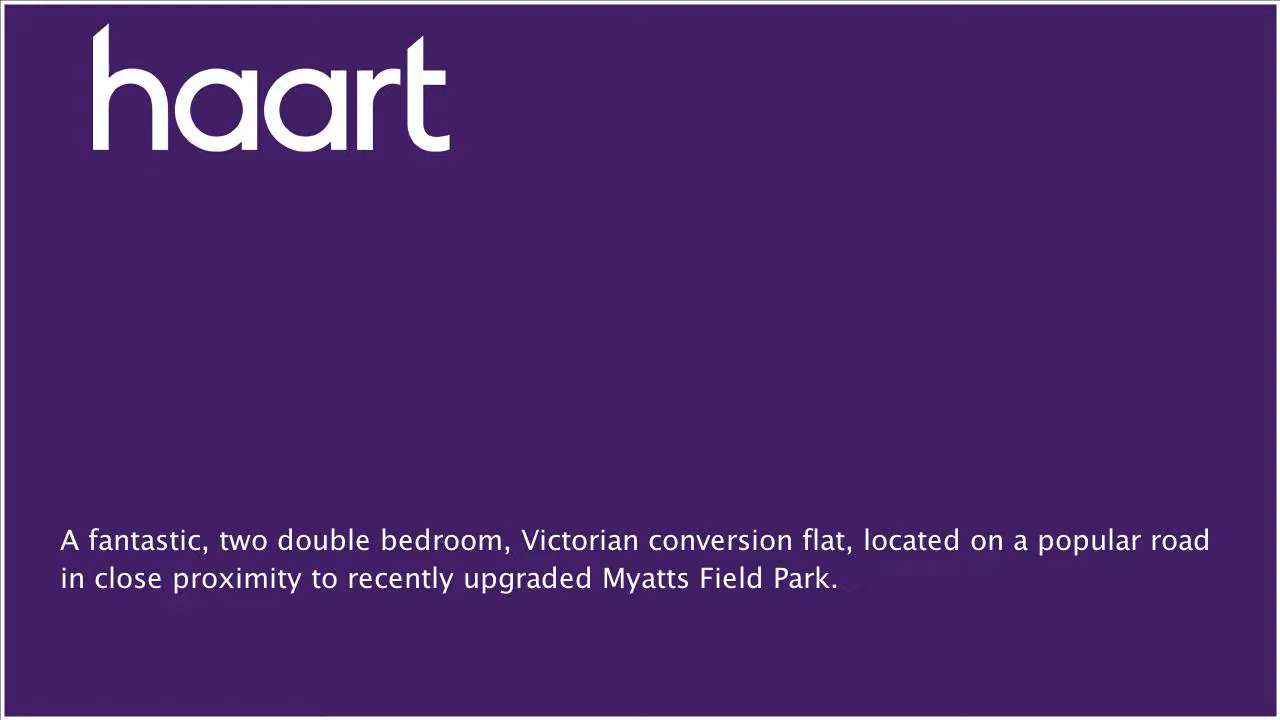 haart
A fantastic, two double bedroom, Victorian conversion flat, located on a popular road
in close proximity to recently upgraded Myatts Field Park.